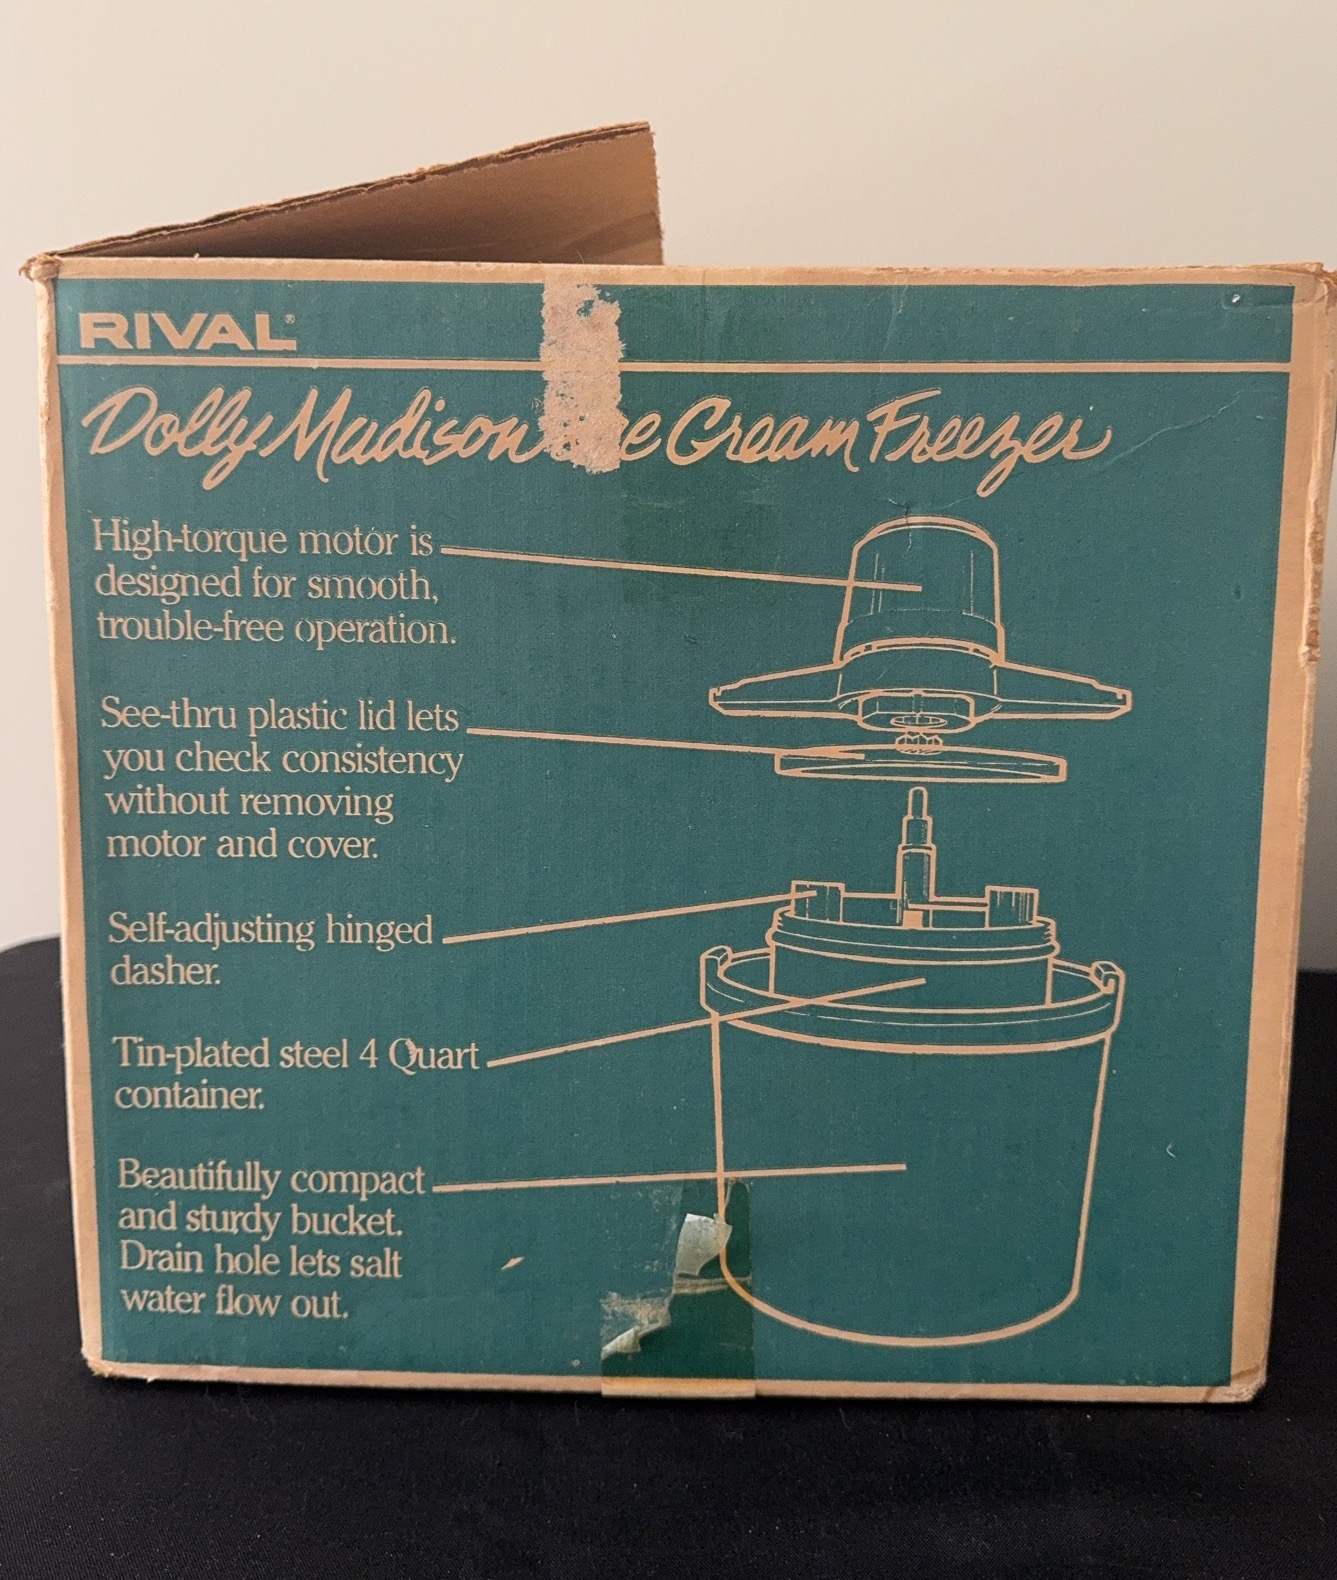 RIVAL®
Dolly Madison Cream Freezer
High-torque motor is
designed for smooth,
trouble-free operation.
See-thru plastic lid lets
you check consistency
without removing
motor and cover.
Self-adjusting hinged
dasher.
Tin-plated steel 4 Quart
container.
Beautifully compact
and sturdy bucket.
Drain hole lets salt
water flow out.